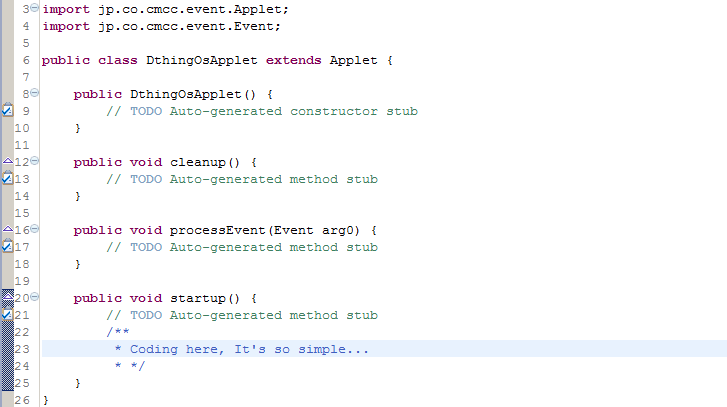 3 import jp.co.cmcc.event.Applet;
4 import jp.co.cmcc.event.Event;
5
6 public class DthingOsApplet extends Applet {
7
8     public DthingOsApplet() {
9         // TODO Auto-generated constructor stub
10     }
11
12     public void cleanup() {
13         // TODO Auto-generated method stub
14     }
15
16     public void processEvent(Event arg0) {
17         // TODO Auto-generated method stub
18     }
19
20     public void startup() {
21         // TODO Auto-generated method stub
22         /**
23          * Coding here, It's so simple...
24          * */
25     }
26 }